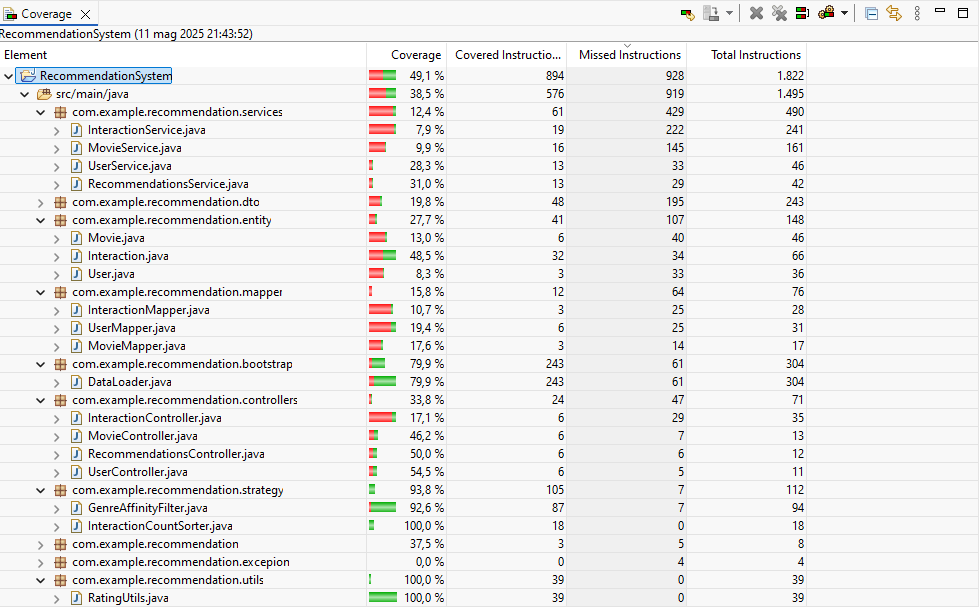 Coverage
RecommendationSystem (11 mag 2025 21:43:52)
Element Coverage Covered Instructio... Missed Instructions Total Instructions
RecommendationSystem 49,1 % 894 928 1.822
src/main/java 38,5 % 576 919 1.495
com.example.recommendation.services 12,4 % 61 429 490
InteractionService.java 7,9 % 19 222 241
MovieService.java 9,9 % 16 145 161
UserService.java 28,3 % 13 33 46
RecommendationsService.java 31,0 % 13 29 42
com.example.recommendation.dto 19,8 % 48 195 243
com.example.recommendation.entity 27,7 % 41 107 148
Movie.java 13,0 % 6 40 46
Interaction.java 48,5 % 32 34 66
User.java 8,3 % 3 33 36
com.example.recommendation.mapper 15,8 % 12 64 76
InteractionMapper.java 10,7 % 3 25 28
UserMapper.java 19,4 % 6 25 31
MovieMapper.java 17,6 % 3 14 17
com.example.recommendation.bootstrap 79,9 % 243 61 304
DataLoader.java 79,9 % 243 61 304
com.example.recommendation.controllers 33,8 % 24 47 71
InteractionController.java 17,1 % 6 29 35
MovieController.java 46,2 % 6 7 13
RecommendationsController.java 50,0 % 6 6 12
UserController.java 54,5 % 6 5 11
com.example.recommendation.strategy 93,8 % 105 7 112
GenreAffinityFilter.java 92,6 % 87 7 94
InteractionCountSorter.java 100,0 % 18 0 18
com.example.recommendation 37,5 % 3 5 8
com.example.recommendation.excepion 0,0 % 0 4 4
com.example.recommendation.utils 100,0 % 39 0 39
RatingUtils.java 100,0 % 39 0 39